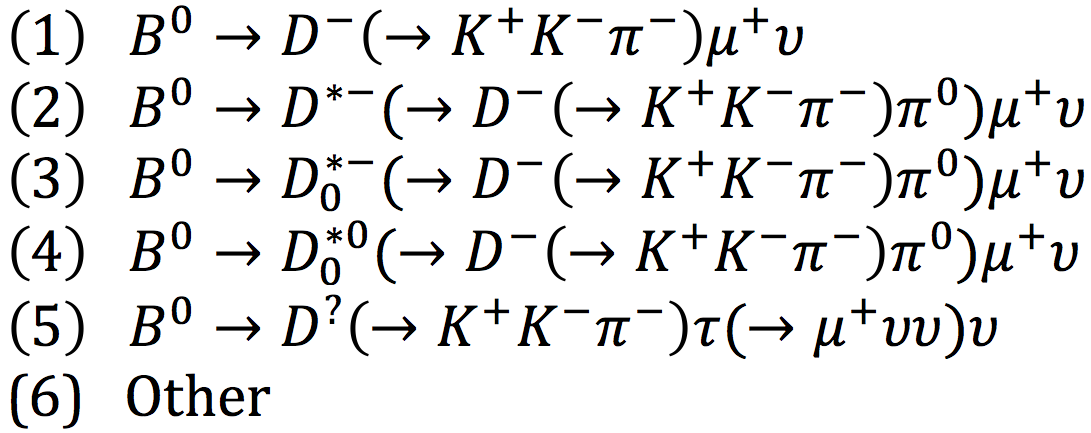 (1) B⁰ → D⁻(→ K⁺K⁻π⁻)μ⁺υ
(2) B⁰ → D*⁻(→ D⁻(→ K⁺K⁻π⁻)π⁰)μ⁺υ
(3) B⁰ → D₀*⁻(→ D⁻(→ K⁺K⁻π⁻)π⁰)μ⁺υ
(4) B⁰ → D₀*⁰(→ D⁻(→ K⁺K⁻π⁻)π⁰)μ⁺υ
(5) B⁰ → D^?(→ K⁺K⁻π⁻)τ(→ μ⁺υυ)υ
(6) Other